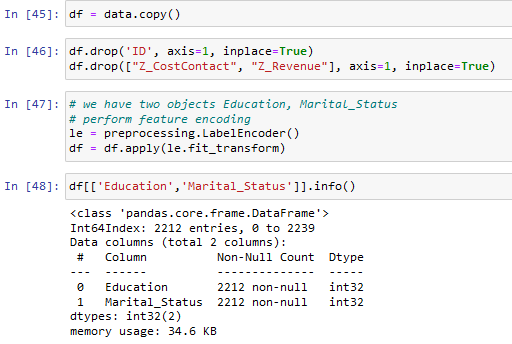 In [45]: df = data.copy()
In [46]: df.drop('ID', axis=1, inplace=True)
df.drop(["Z_CostContact", "Z_Revenue"], axis=1, inplace=True)
In [47]: # we have two objects Education, Marital_Status
# perform feature encoding
le = preprocessing.LabelEncoder()
df = df.apply(le.fit_transform)
In [48]: df[['Education','Marital_Status']].info()
<class 'pandas.core.frame.DataFrame'>
Int64Index: 2212 entries, 0 to 2239
Data columns (total 2 columns):
 #   Column          Non-Null Count  Dtype
---  ------          --------------  -----
 0   Education       2212 non-null   int32
 1   Marital_Status  2212 non-null   int32
dtypes: int32(2)
memory usage: 34.6 KB